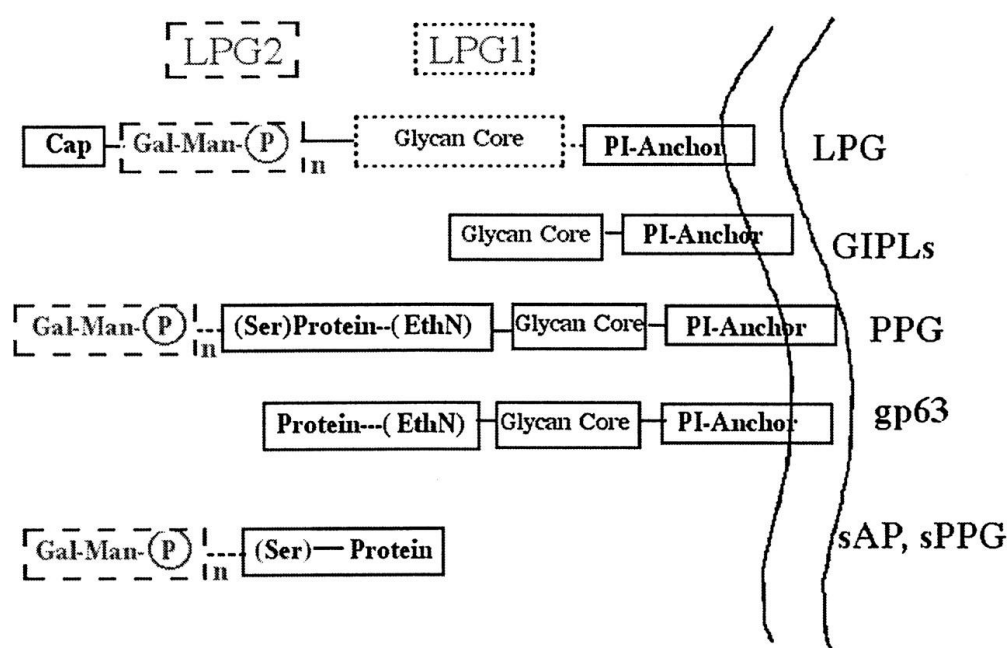 LPG2 LPG1
Cap Gal-Man-P n Glycan Core PI-Anchor LPG
Glycan Core PI-Anchor GIPLs
Gal-Man-P n (Ser)Protein--(EthN) Glycan Core PI-Anchor PPG
Protein---(EthN) Glycan Core PI-Anchor gp63
Gal-Man-P n (Ser)—Protein sAP, sPPG